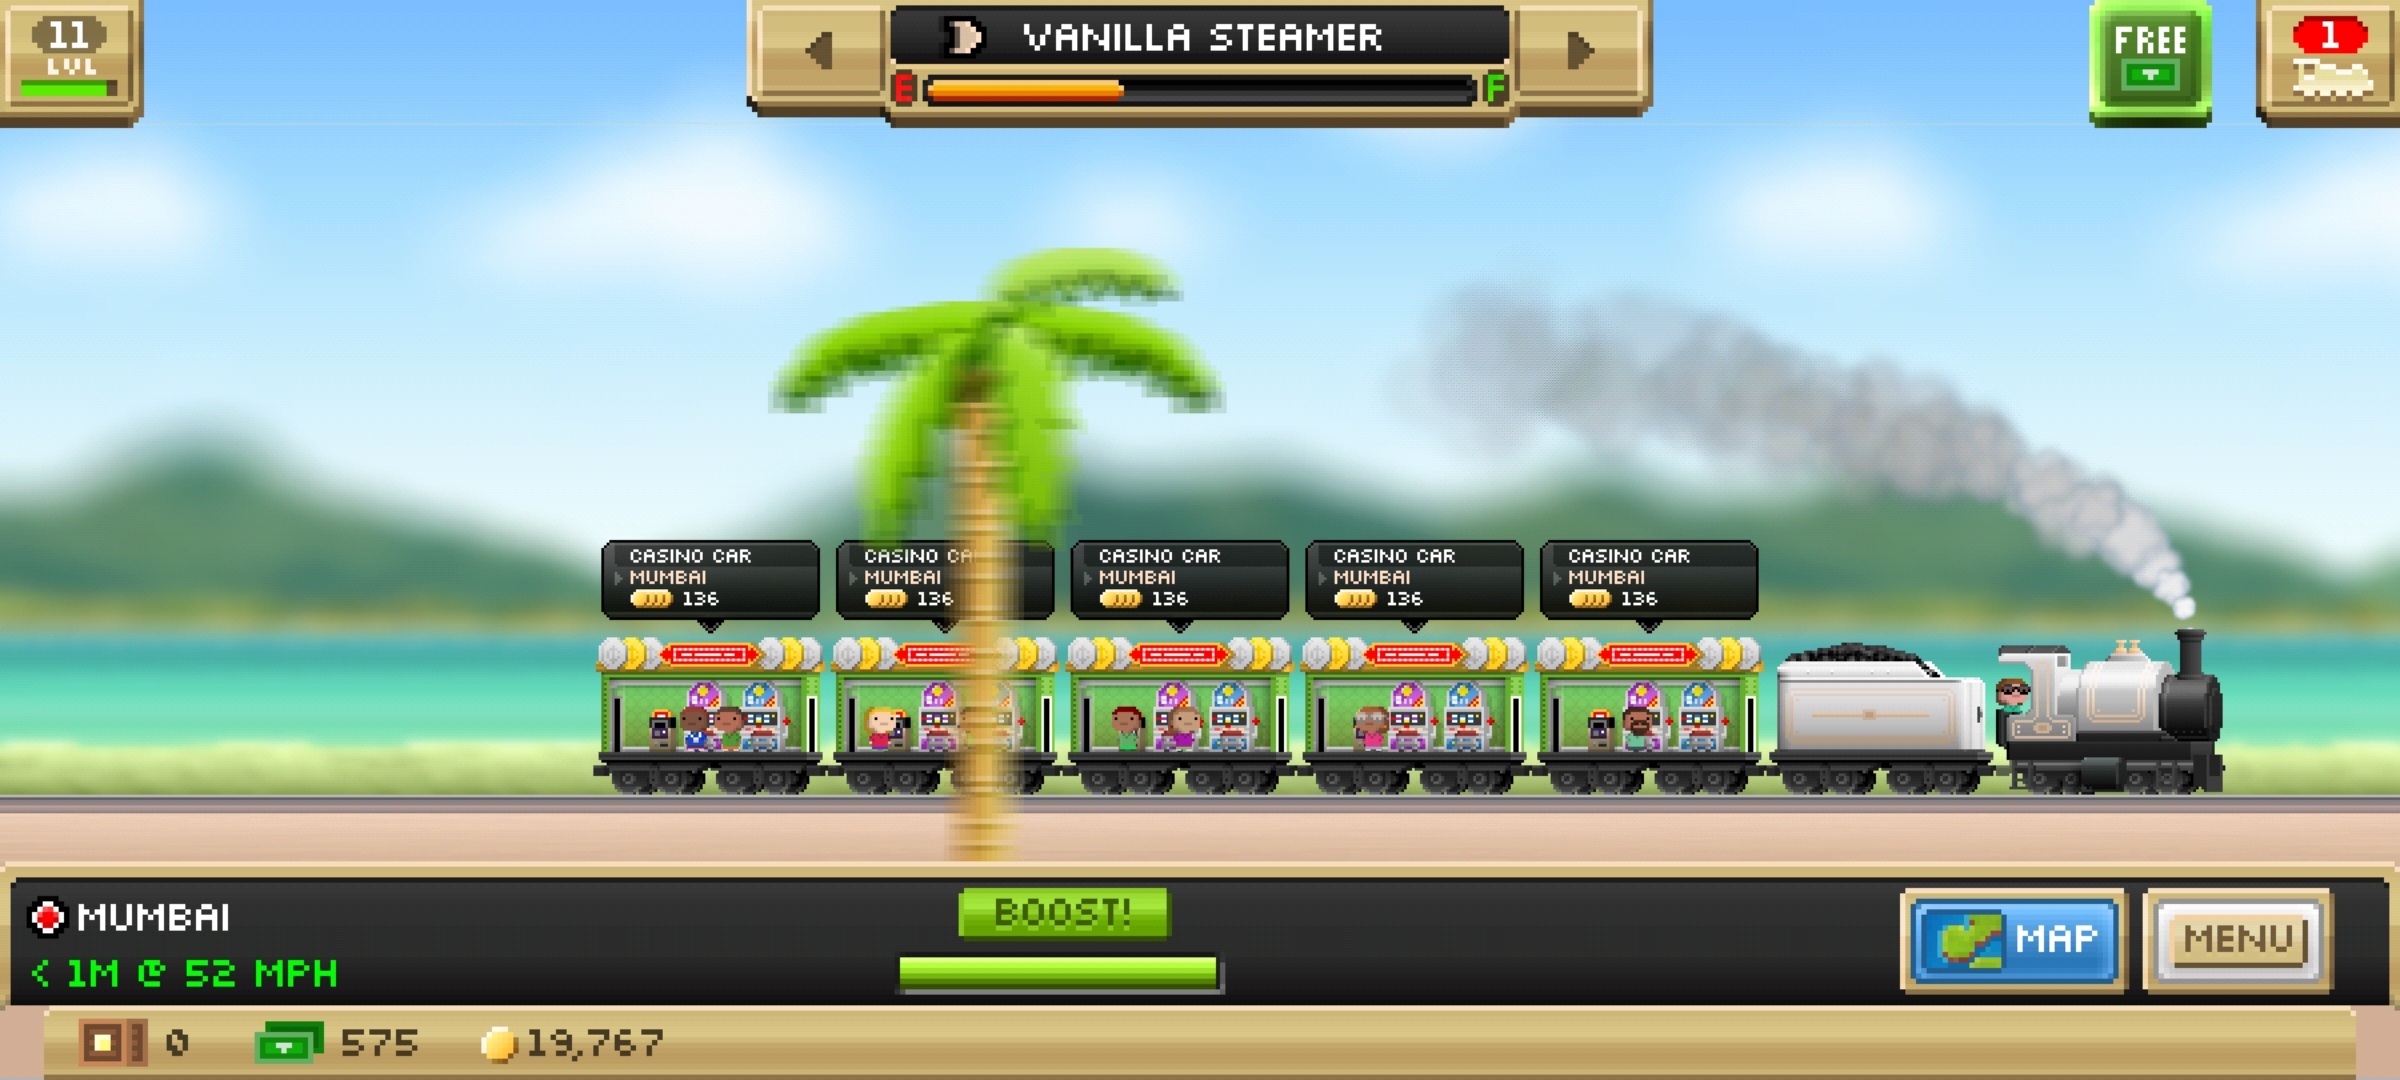 11
LVL
VANILLA STEAMER
E F
FREE
1
CASINO CAR
MUMBAI
136
CASINO CA
MUMBAI
136
CASINO CAR
MUMBAI
136
CASINO CAR
MUMBAI
136
CASINO CAR
MUMBAI
136
MUMBAI
< 1M @ 52 MPH
BOOST!
MAP
MENU
0
575
19,767